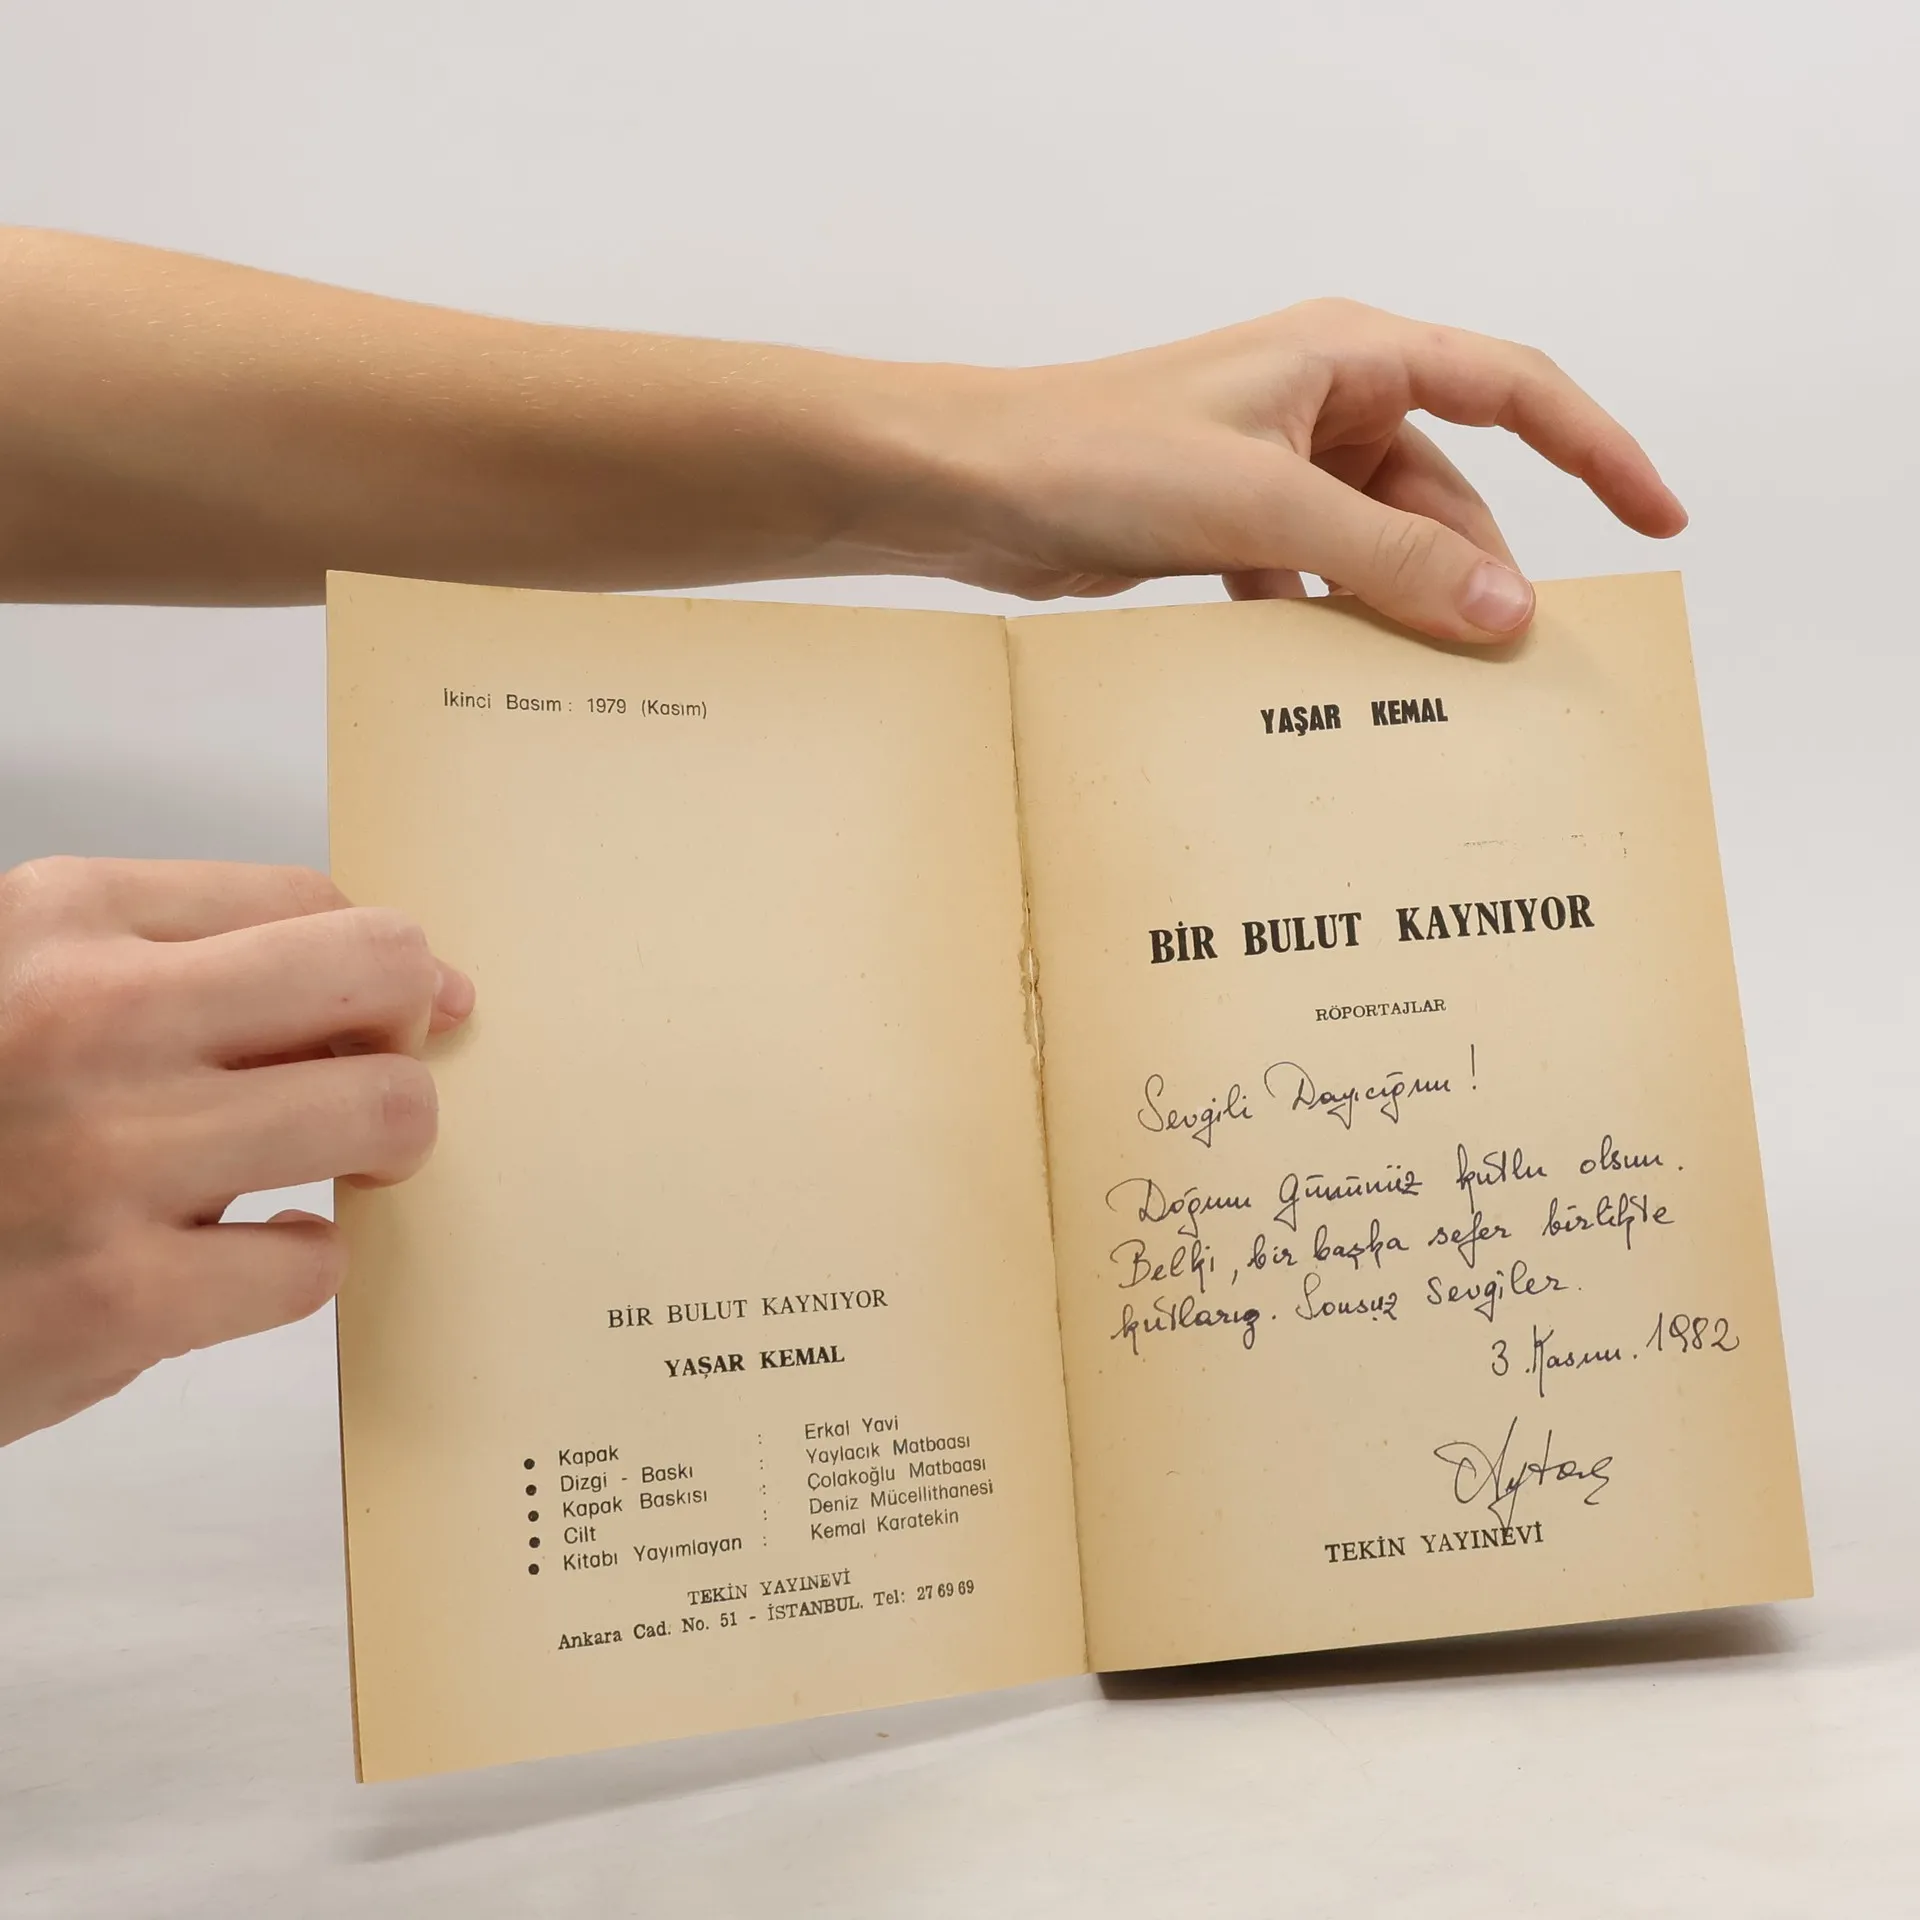 İkinci Basım : 1979 (Kasım)
BİR BULUT KAYNIYOR
YAŞAR KEMAL
● Kapak : Erkal Yavi
● Dizgi - Baskı : Yaylacık Matbaası
● Kapak Baskısı : Çolakoğlu Matbaası
● Cilt : Deniz Mücellithanesi
● Kitabı Yayımlayan : Kemal Karatekin
TEKİN YAYINEVİ
Ankara Cad. No. 51 - İSTANBUL. Tel: 27 69 69
YAŞAR KEMAL
BİR BULUT KAYNIYOR
RÖPORTAJLAR
Sevgili Dayıcığım !
Doğum Gününüz kutlu olsun.
Belki, bir başka sefer birlikte
kutlarız. Sonsuz Sevgiler.
3 .Kasım. 1982
Aytaç
TEKİN YAYINEVİ